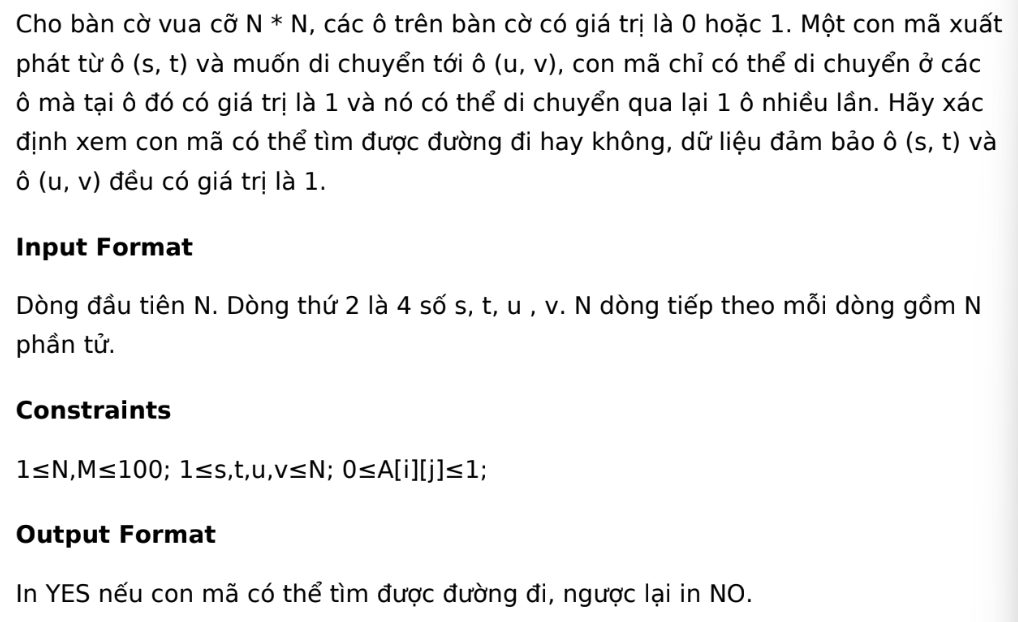 Cho bàn cờ vua cỡ N * N, các ô trên bàn cờ có giá trị là 0 hoặc 1. Một con mã xuất
phát từ ô (s, t) và muốn di chuyển tới ô (u, v), con mã chỉ có thể di chuyển ở các
ô mà tại ô đó có giá trị là 1 và nó có thể di chuyển qua lại 1 ô nhiều lần. Hãy xác
định xem con mã có thể tìm được đường đi hay không, dữ liệu đảm bảo ô (s, t) và
ô (u, v) đều có giá trị là 1.
Input Format
Dòng đầu tiên N. Dòng thứ 2 là 4 số s, t, u , v. N dòng tiếp theo mỗi dòng gồm N
phần tử.
Constraints
1≤N,M≤100; 1≤s,t,u,v≤N; 0≤A[i][j]≤1;
Output Format
In YES nếu con mã có thể tìm được đường đi, ngược lại in NO.